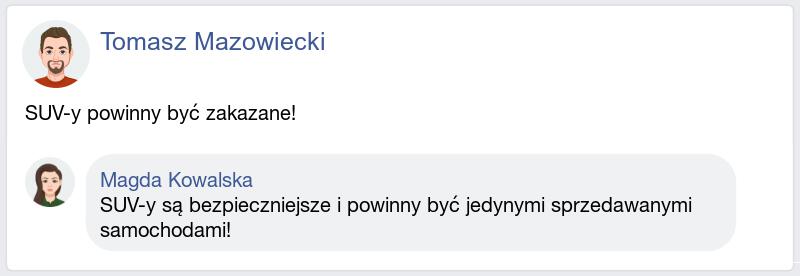 Tomasz Mazowiecki
SUV-y powinny być zakazane!
Magda Kowalska
SUV-y są bezpieczniejsze i powinny być jedynymi sprzedawanymi
samochodami!